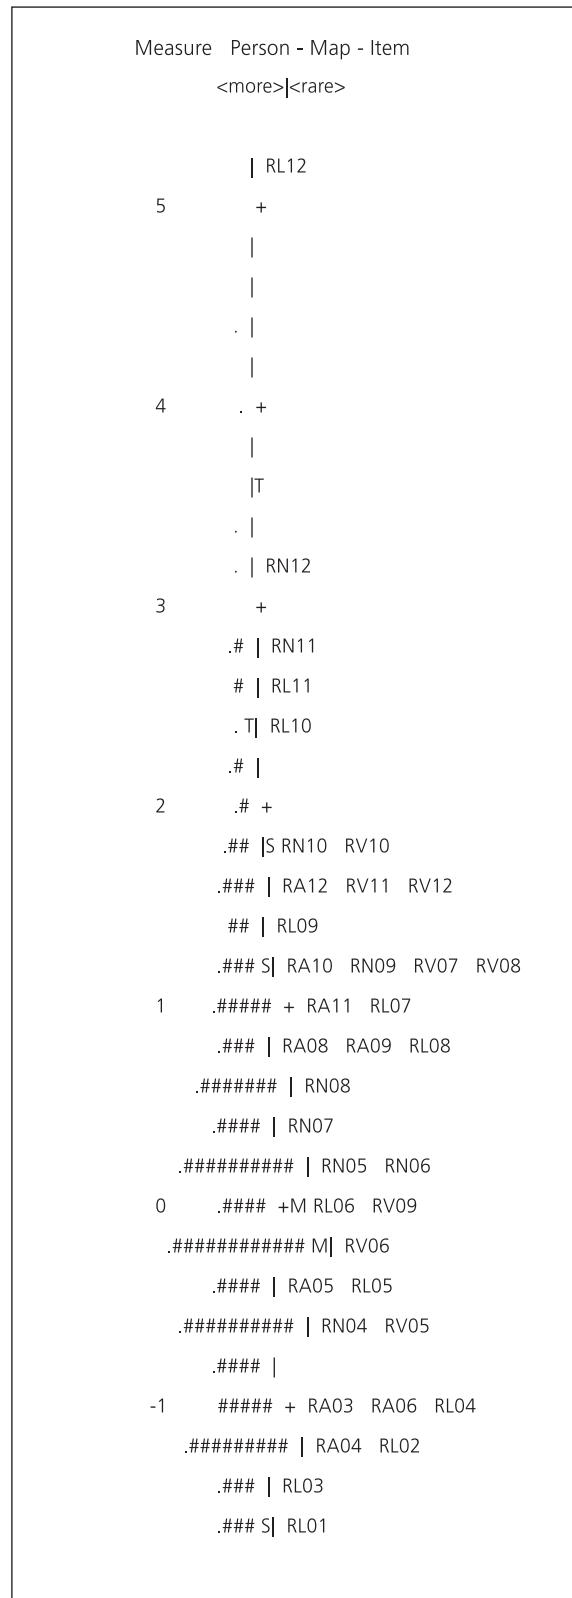 Measure Person - Map - Item
<more>|<rare>
| RL12
5 +
|
|
. |
|
4 . +
|
|T
. |
. | RN12
3 +
.# | RN11
# | RL11
. T| RL10
.# |
2 .# +
.## |S RN10 RV10
.### | RA12 RV11 RV12
## | RL09
.### S| RA10 RN09 RV07 RV08
1 .##### + RA11 RL07
.### | RA08 RA09 RL08
.####### | RN08
.#### | RN07
.########## | RN05 RN06
0 .#### +M RL06 RV09
.############ M| RV06
.#### | RA05 RL05
.########## | RN04 RV05
.#### |
-1 ##### + RA03 RA06 RL04
.######### | RA04 RL02
.### | RL03
.### S| RL01